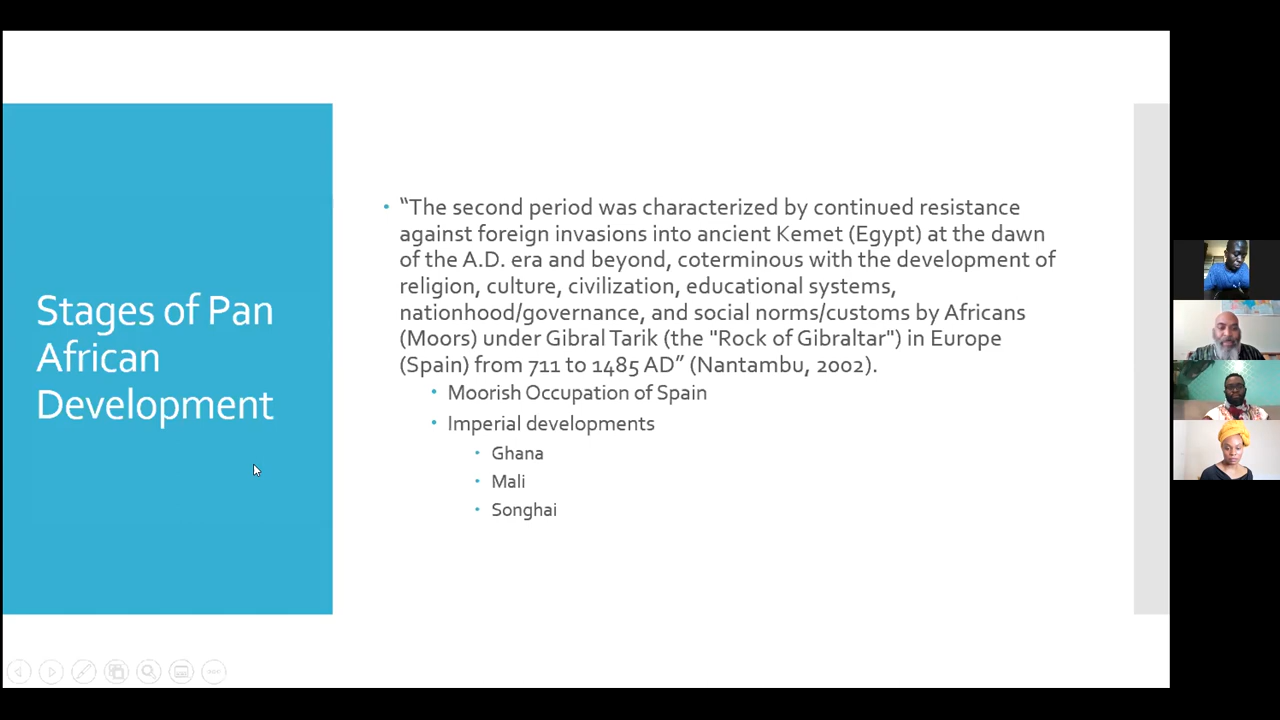 Stages of Pan
African
Development
• “The second period was characterized by continued resistance
against foreign invasions into ancient Kemet (Egypt) at the dawn
of the A.D. era and beyond, coterminous with the development of
religion, culture, civilization, educational systems,
nationhood/governance, and social norms/customs by Africans
(Moors) under Gibral Tarik (the "Rock of Gibraltar") in Europe
(Spain) from 711 to 1485 AD” (Nantambu, 2002).
• Moorish Occupation of Spain
• Imperial developments
• Ghana
• Mali
• Songhai